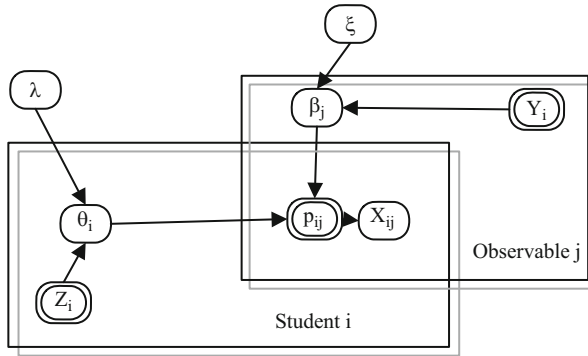 ξ
λ
β_j
Y_i
θ_i
p_ij
X_ij
Observable j
Z_i
Student i